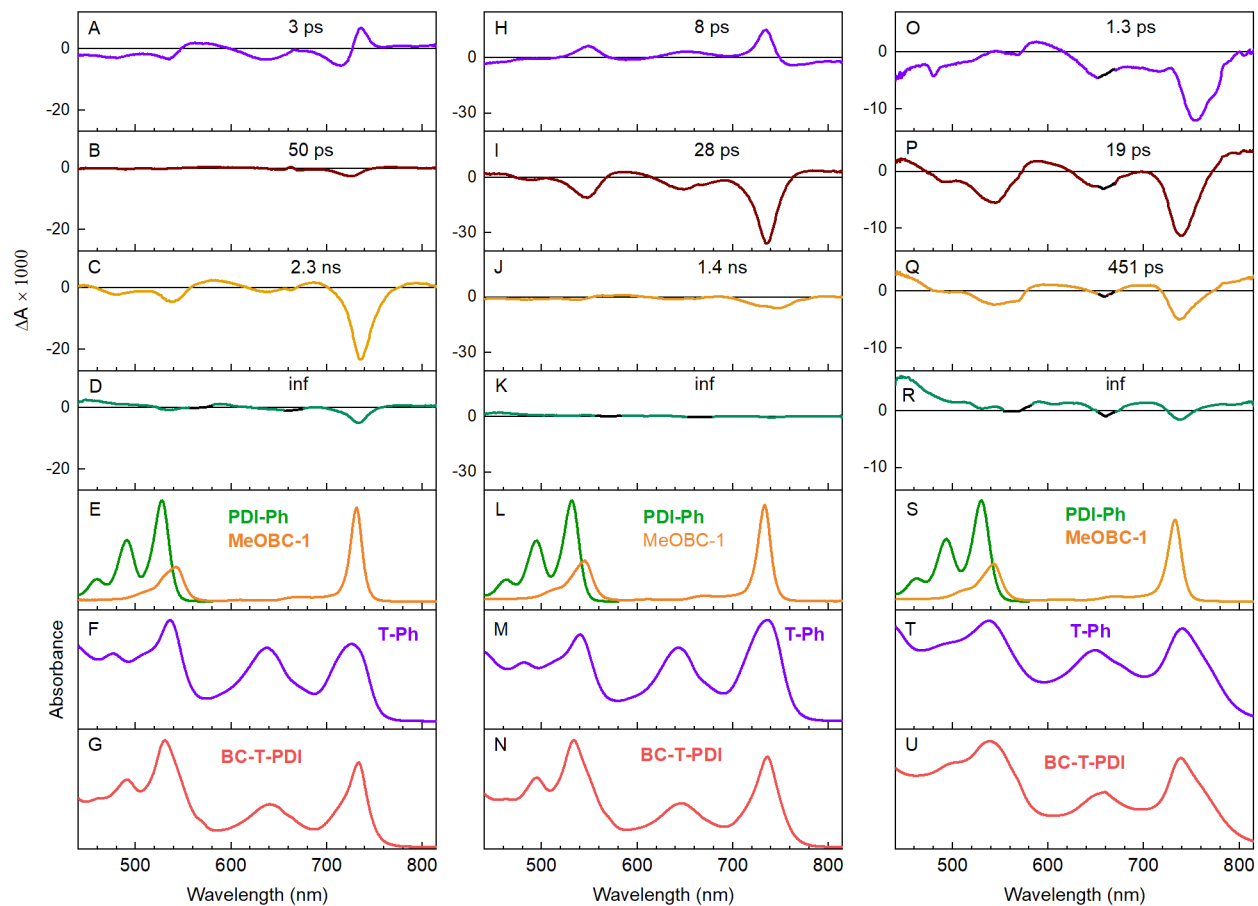 A 3 ps
0
-20
B 50 ps
0
-20
C 2.3 ns
0
-20
D inf
0
-20
E PDI-Ph
MeOBC-1
F T-Ph
G BC-T-PDI
500 600 700 800
Wavelength (nm)
ΔA × 1000
Absorbance
H 8 ps
0
-30
I 28 ps
0
-30
J 1.4 ns
0
-30
K inf
0
-30
L PDI-Ph
MeOBC-1
M T-Ph
N BC-T-PDI
500 600 700 800
Wavelength (nm)
O 1.3 ps
0
-10
P 19 ps
0
-10
Q 451 ps
0
-10
R inf
0
-10
S PDI-Ph
MeOBC-1
T T-Ph
U BC-T-PDI
500 600 700 800
Wavelength (nm)